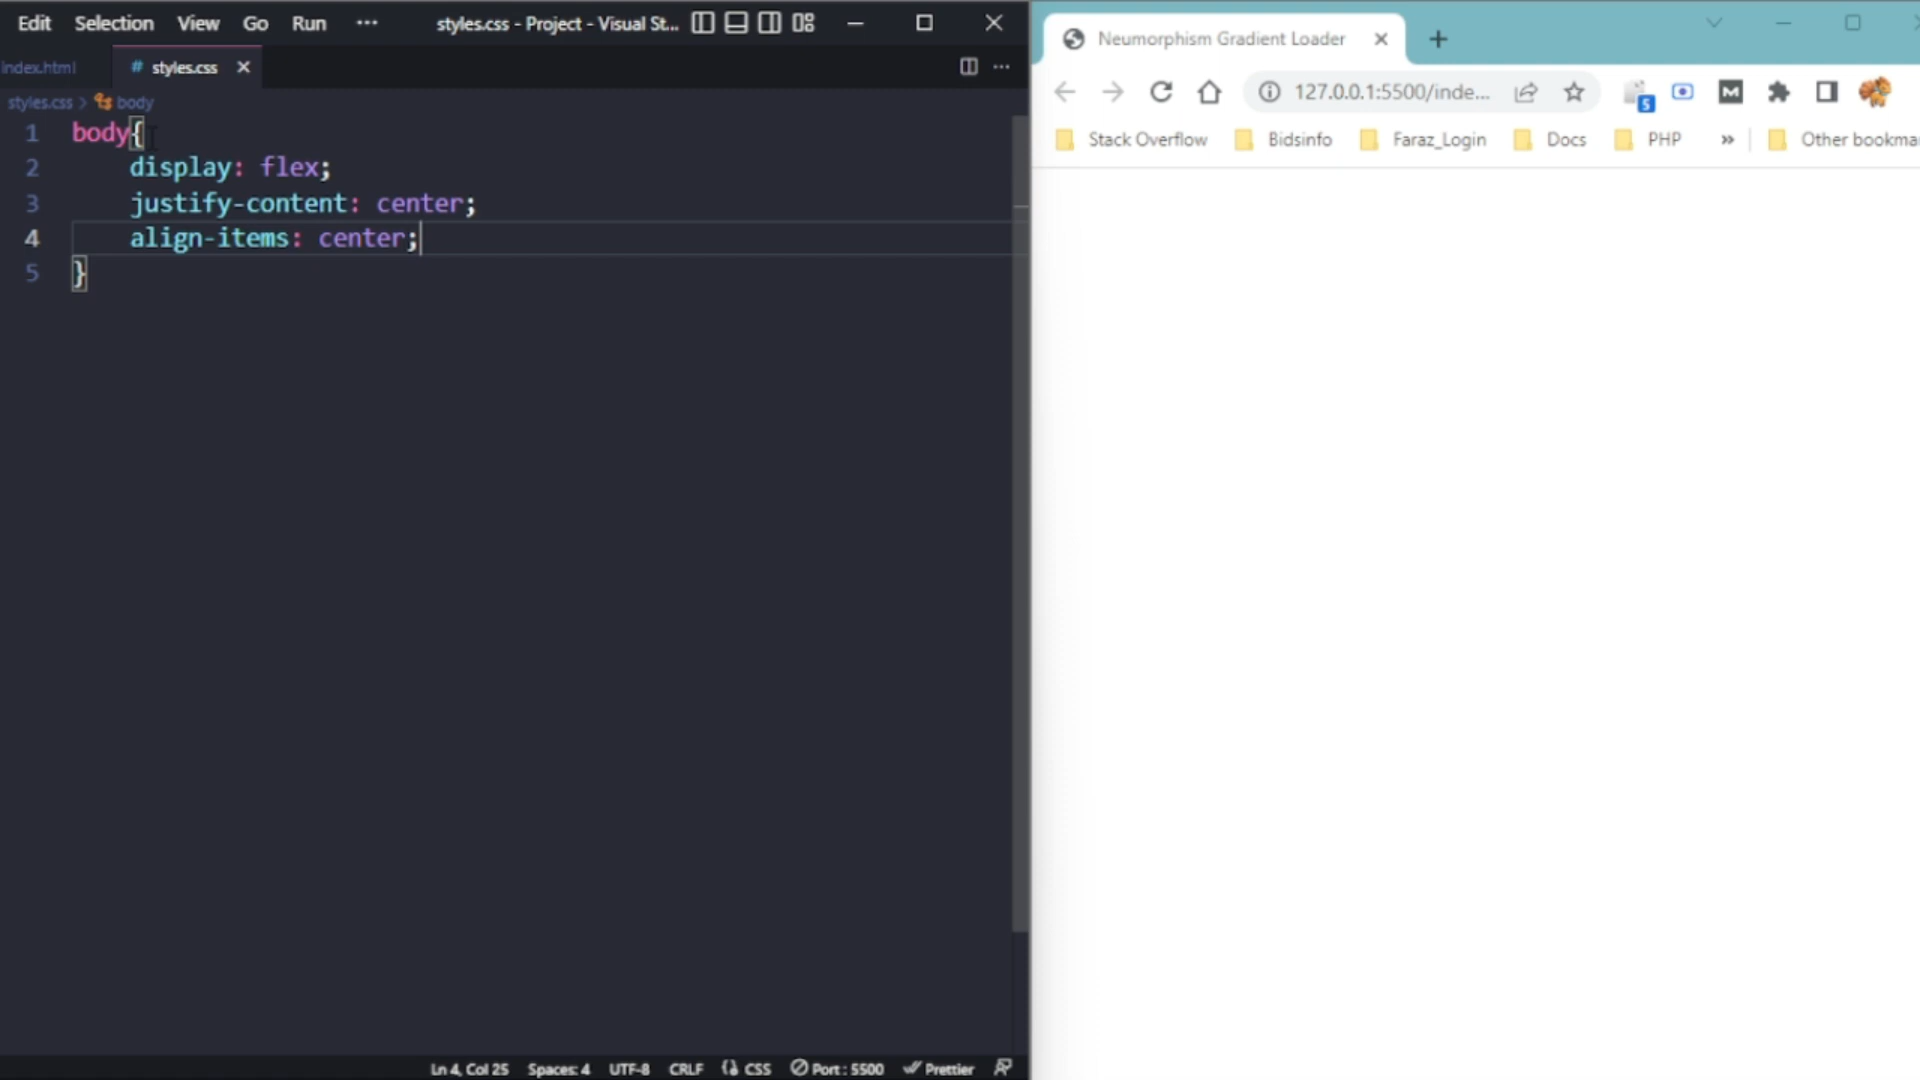 Edit Selection View Go Run ··· styles.css - Project - Visual St...
index.html # styles.css
styles.css > body
1 body{
2 display: flex;
3 justify-content: center;
4 align-items: center;
5 }
Ln 4, Col 25 Spaces: 4 UTF-8 CRLF CSS Port : 5500 Prettier
Neumorphism Gradient Loader
127.0.0.1:5500/inde...
5 M
Stack Overflow Bidsinfo Faraz_Login Docs PHP » Other bookma